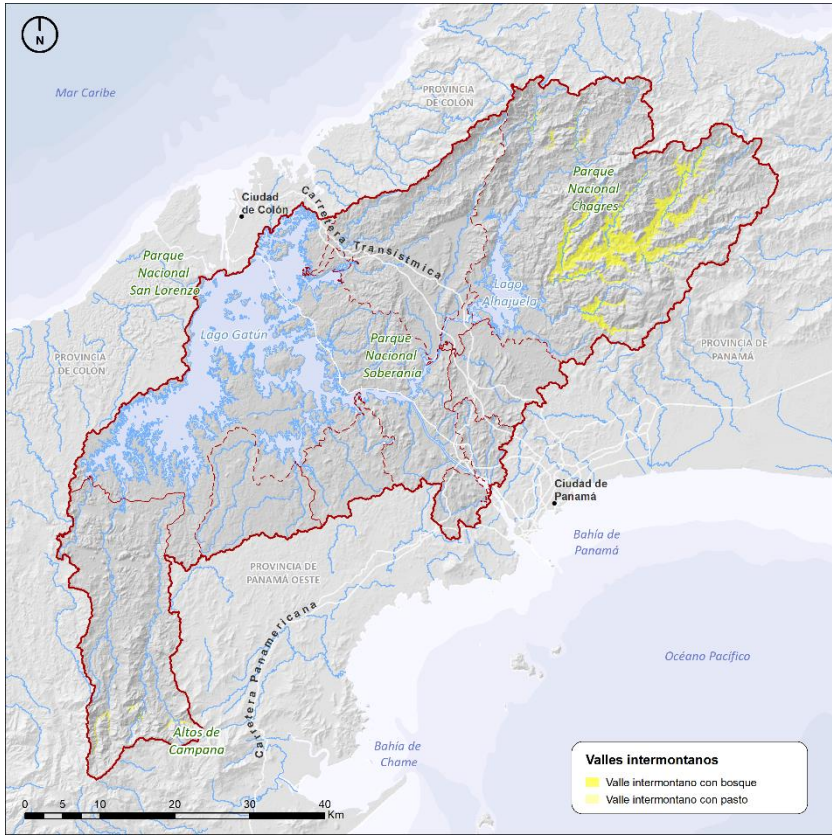 N
Mar Caribe
PROVINCIA
DE COLÓN
Ciudad
de Colón
Carretera Transístmica
Parque
Nacional
Chagres
Parque
Nacional
San Lorenzo
Lago
Alhajuela
Lago Gatún
Parque
Nacional
Soberanía
PROVINCIA
DE COLÓN
PROVINCIA DE
PANAMÁ
Ciudad de
Panamá
Bahía de
Panamá
PROVINCIA DE
PANAMÁ OESTE
Carretera Panamericana
Océano Pacífico
Altos de
Campana
Bahía de
Chame
Valles intermontanos
Valle intermontano con bosque
Valle intermontano con pasto
0 5 10 20 30 40
Km